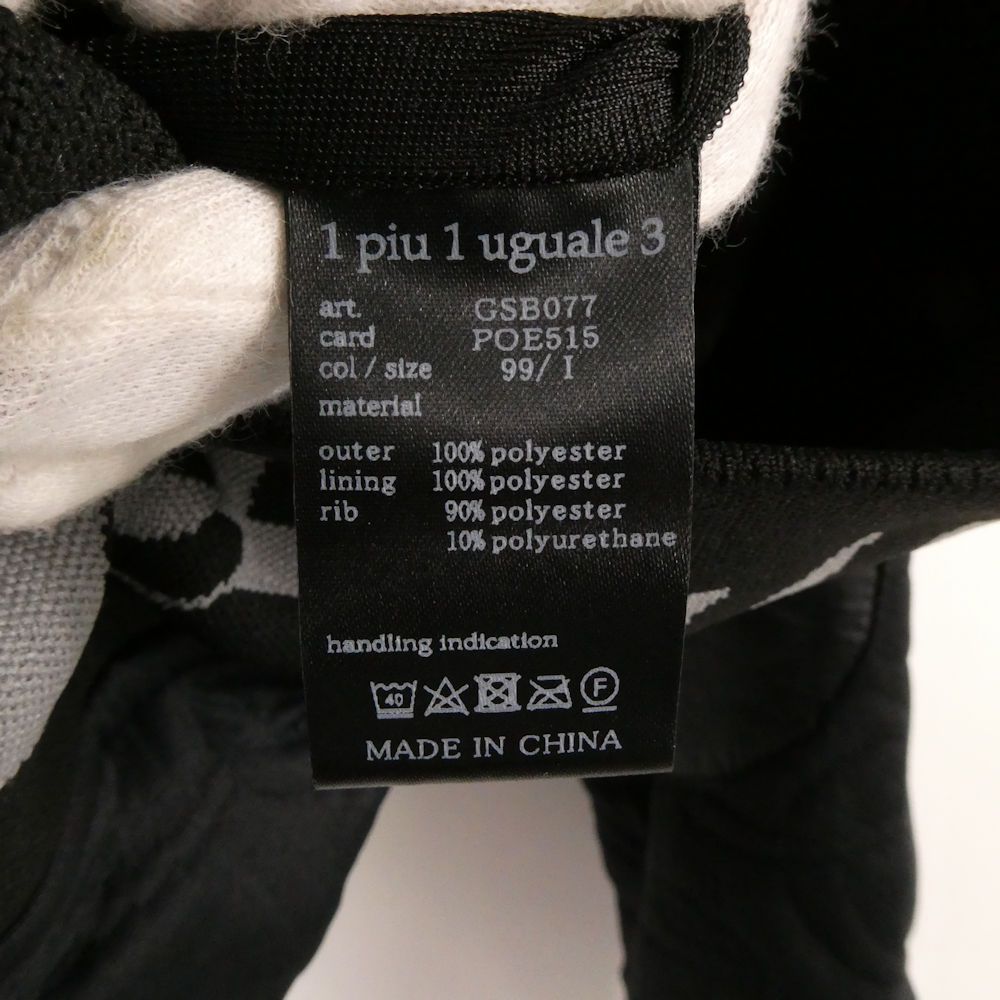 1 piu 1 uguale 3
art. GSB077
card POE515
col / size 99/ I
material
outer 100% polyester
lining 100% polyester
rib 90% polyester
10% polyurethane
handling indication
40 F
MADE IN CHINA